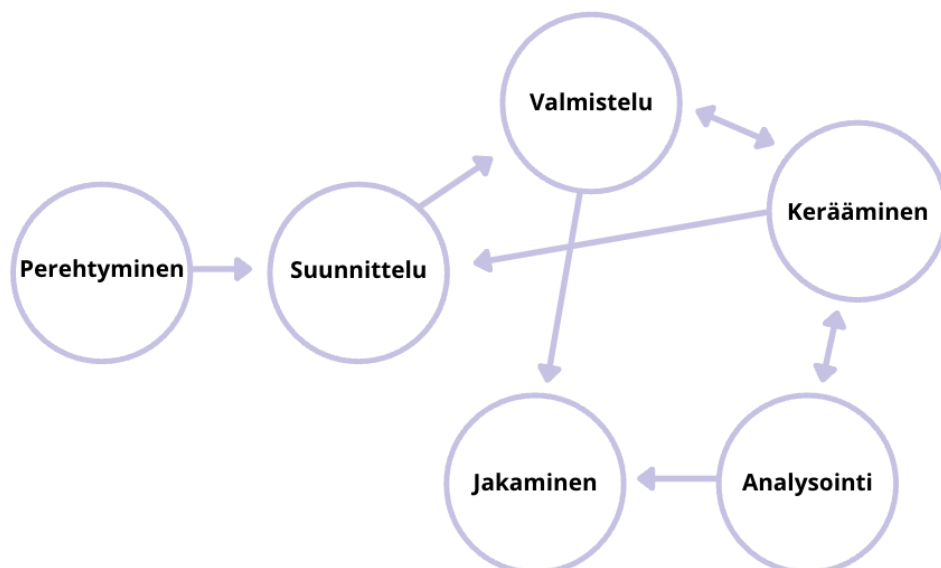 Perehtyminen
Suunnittelu
Valmistelu
Kerääminen
Analysointi
Jakaminen